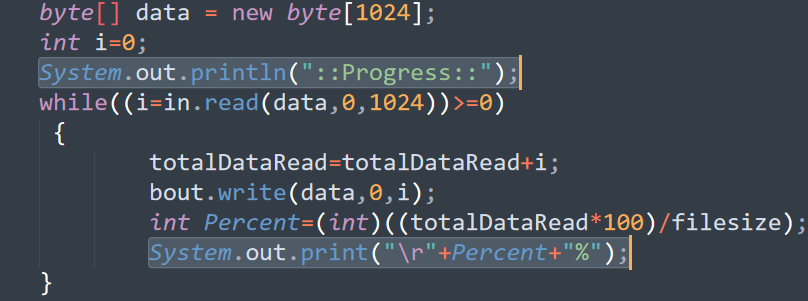 byte[] data = new byte[1024];
int i=0;
System.out.println("::Progress::");
while((i=in.read(data,0,1024))>=0)
{
totalDataRead=totalDataRead+i;
bout.write(data,0,i);
int Percent=(int)((totalDataRead*100)/filesize);
System.out.print("\r"+Percent+"%");
}